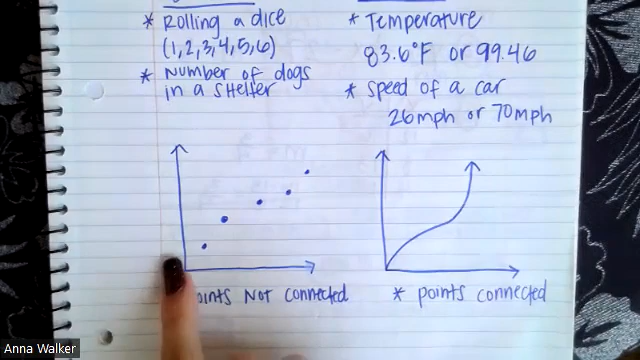 * Rolling a dice
(1,2,3,4,5,6)
* Number of dogs
in a shelter
* Temperature
83.6°F or 99.46
* Speed of a car
26mph or 70mph
oints Not connected
* points connected
Anna Walker